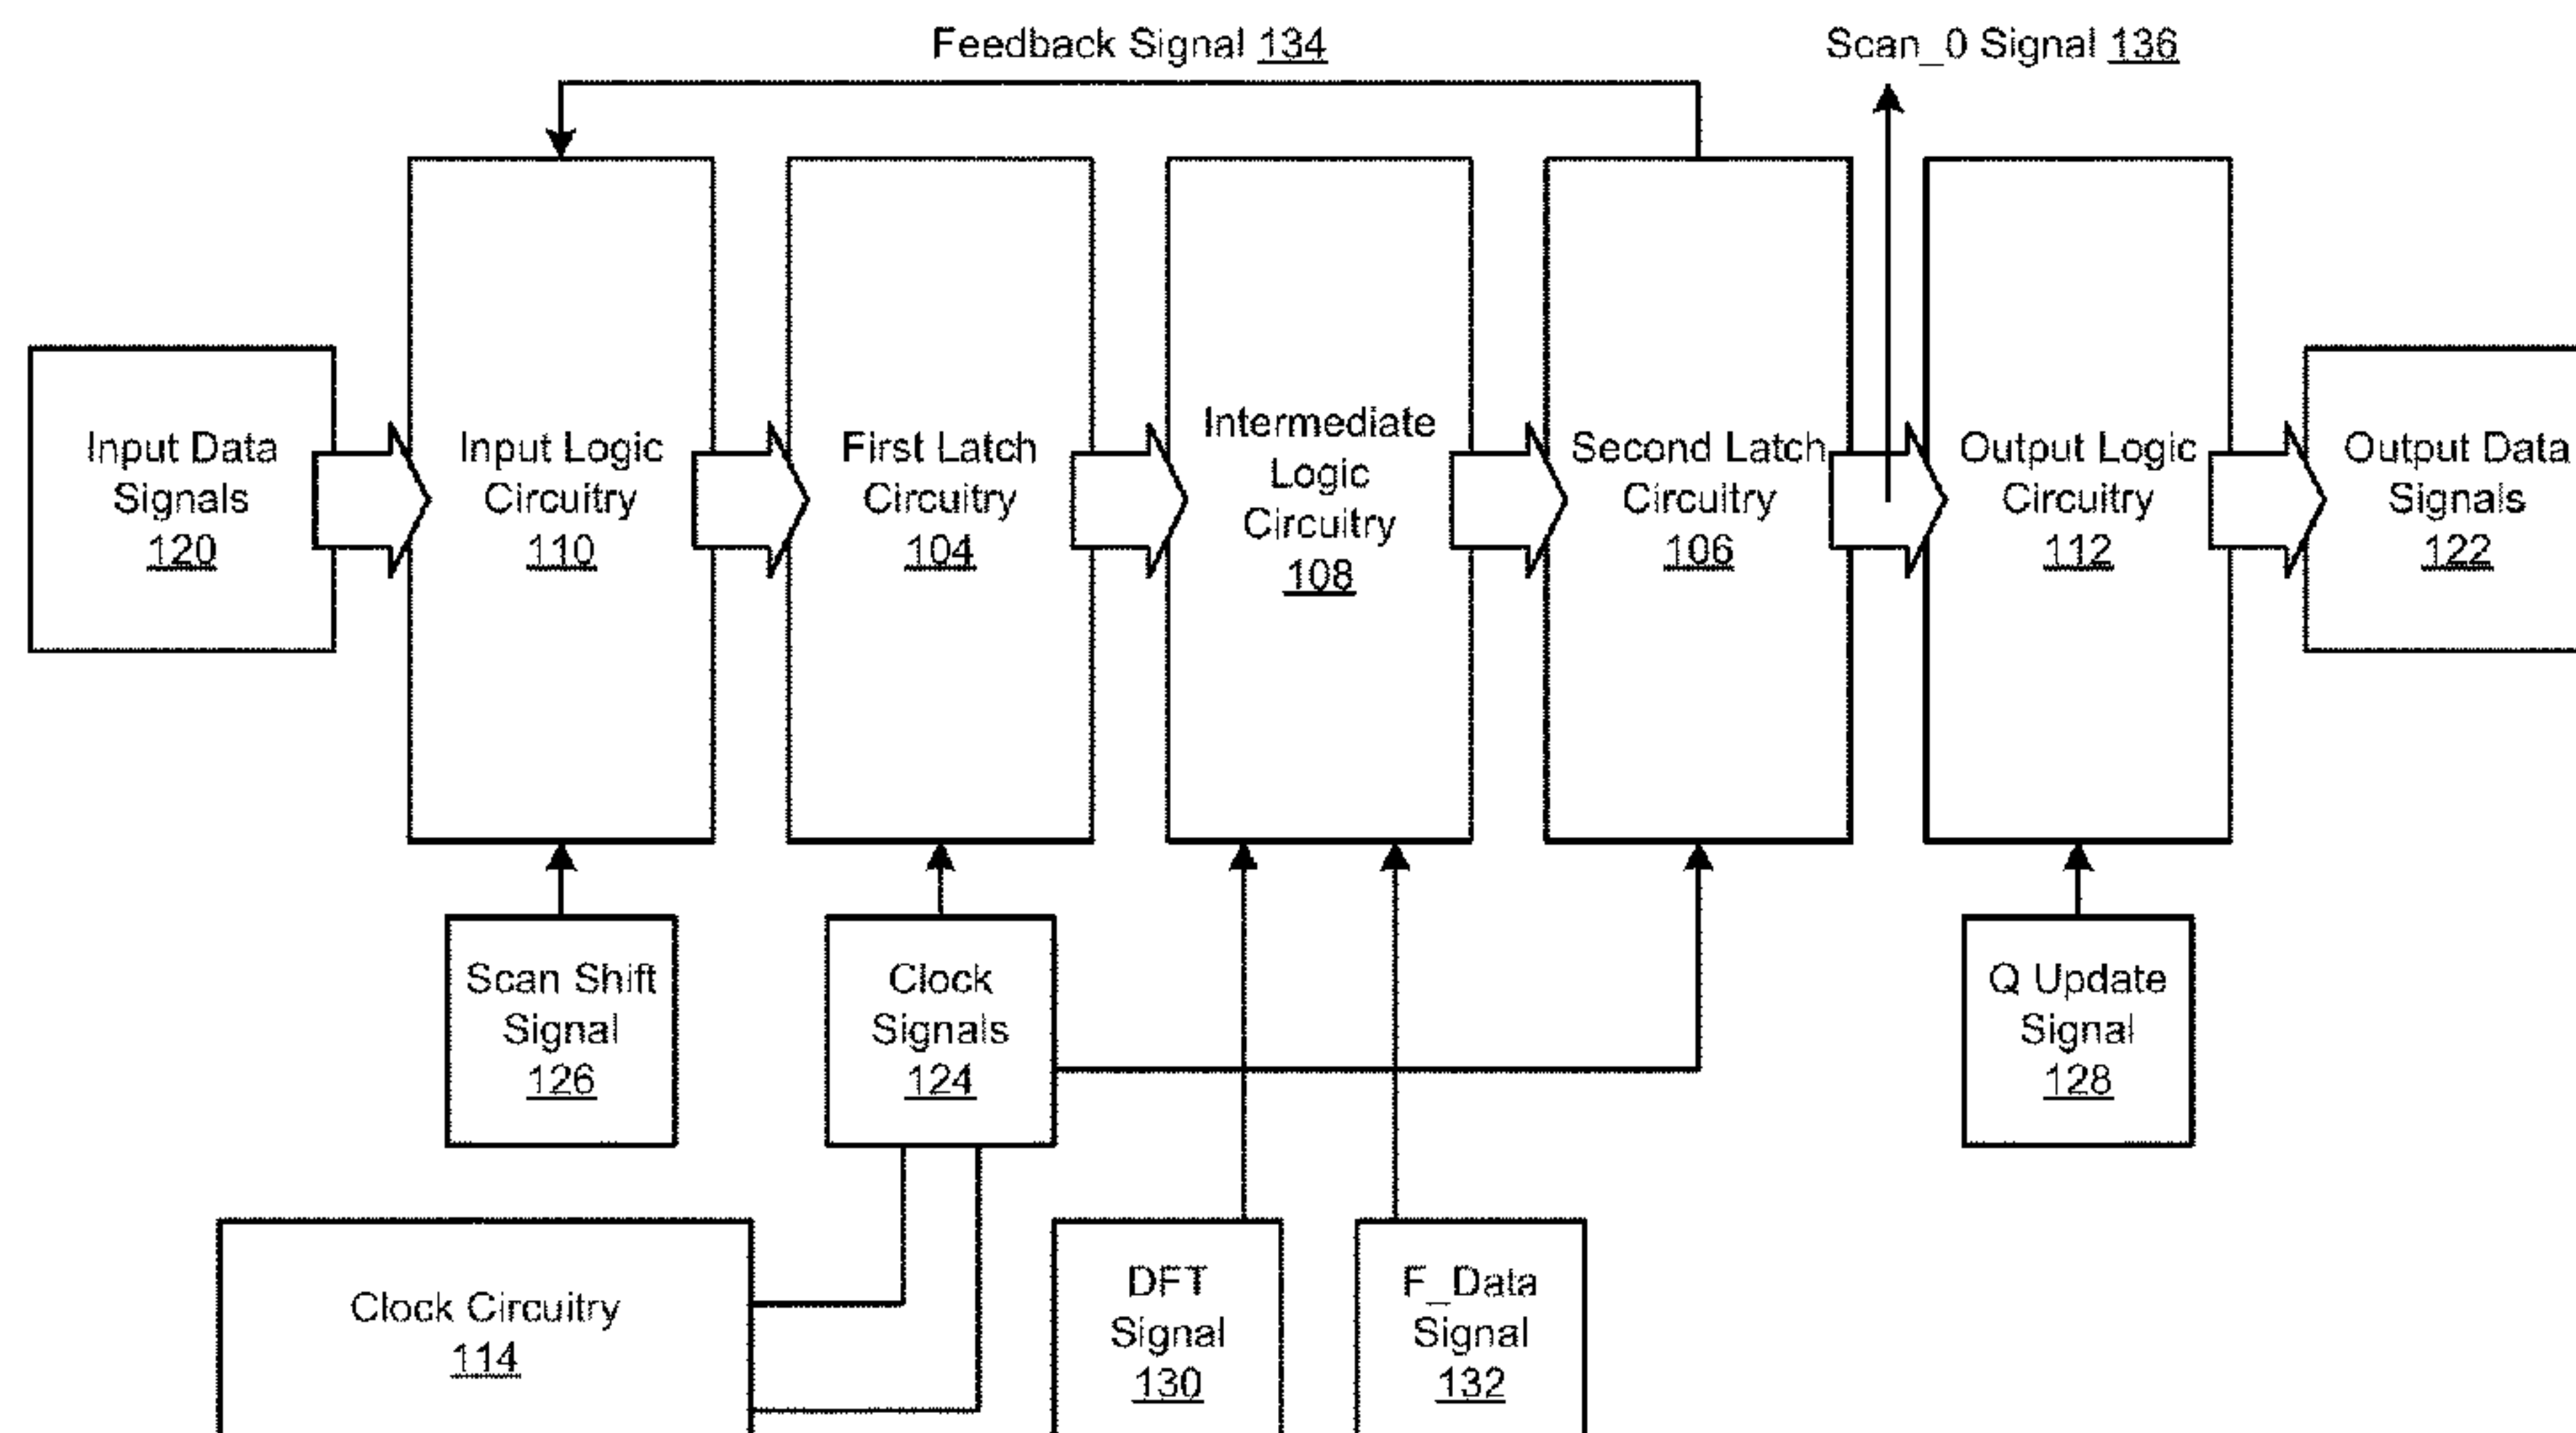 Feedback Signal 134
Scan_0 Signal 136
Input Data
Signals
120
Input Logic
Circuitry
110
First Latch
Circuitry
104
Intermediate
Logic
Circuitry
108
Second Latch
Circuitry
106
Output Logic
Circuitry
112
Output Data
Signals
122
Scan Shift
Signal
126
Clock
Signals
124
Q Update
Signal
128
Clock Circuitry
114
DFT
Signal
130
F_Data
Signal
132